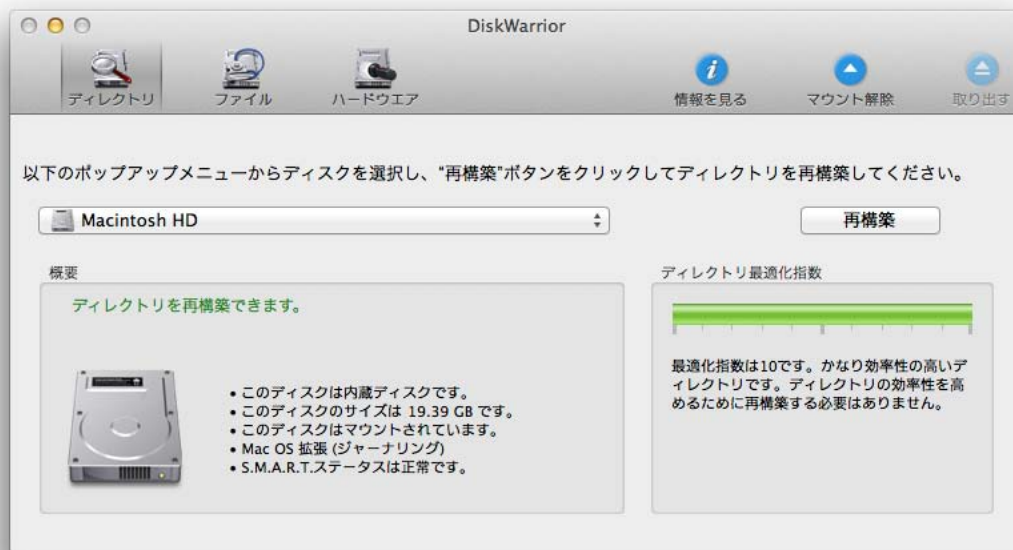 DiskWarrior
ディレクトリ
ファイル
ハードウエア
情報を見る
マウント解除
取り出す
以下のポップアップメニューからディスクを選択し、“再構築”ボタンをクリックしてディレクトリを再構築してください。
Macintosh HD
再構築
概要
ディレクトリを再構築できます。
• このディスクは内蔵ディスクです。
• このディスクのサイズは 19.39 GB です。
• このディスクはマウントされています。
• Mac OS 拡張 (ジャーナリング)
• S.M.A.R.T.ステータスは正常です。
ディレクトリ最適化指数
最適化指数は10です。かなり効率性の高いデ
ィレクトリです。ディレクトリの効率性を高
めるために再構築する必要はありません。